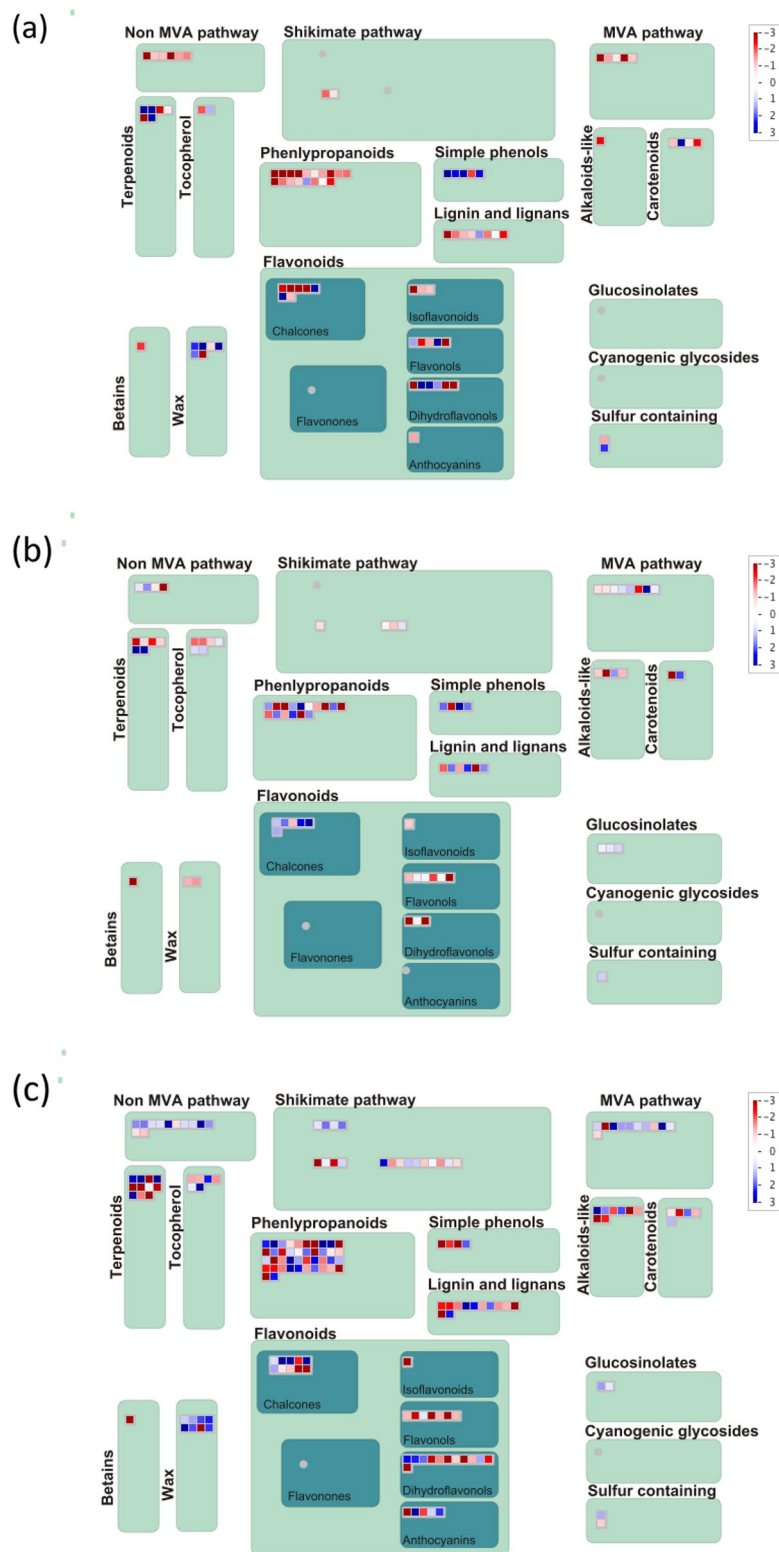 (a)
Non MVA pathway
Shikimate pathway
MVA pathway
-3
-2
-1
0
1
2
3
Terpenoids
Tocopherol
Phenlypropanoids
Simple phenols
Lignin and lignans
Alkaloids-like
Carotenoids
Flavonoids
Chalcones
Isoflavonoids
Flavonols
Flavonones
Dihydroflavonols
Anthocyanins
Betains
Wax
Glucosinolates
Cyanogenic glycosides
Sulfur containing
(b)
Non MVA pathway
Shikimate pathway
MVA pathway
-3
-2
-1
0
1
2
3
Terpenoids
Tocopherol
Phenlypropanoids
Simple phenols
Lignin and lignans
Alkaloids-like
Carotenoids
Flavonoids
Chalcones
Isoflavonoids
Flavonols
Flavonones
Dihydroflavonols
Anthocyanins
Betains
Wax
Glucosinolates
Cyanogenic glycosides
Sulfur containing
(c)
Non MVA pathway
Shikimate pathway
MVA pathway
-3
-2
-1
0
1
2
3
Terpenoids
Tocopherol
Phenlypropanoids
Simple phenols
Lignin and lignans
Alkaloids-like
Carotenoids
Flavonoids
Chalcones
Isoflavonoids
Flavonols
Flavonones
Dihydroflavonols
Anthocyanins
Betains
Wax
Glucosinolates
Cyanogenic glycosides
Sulfur containing